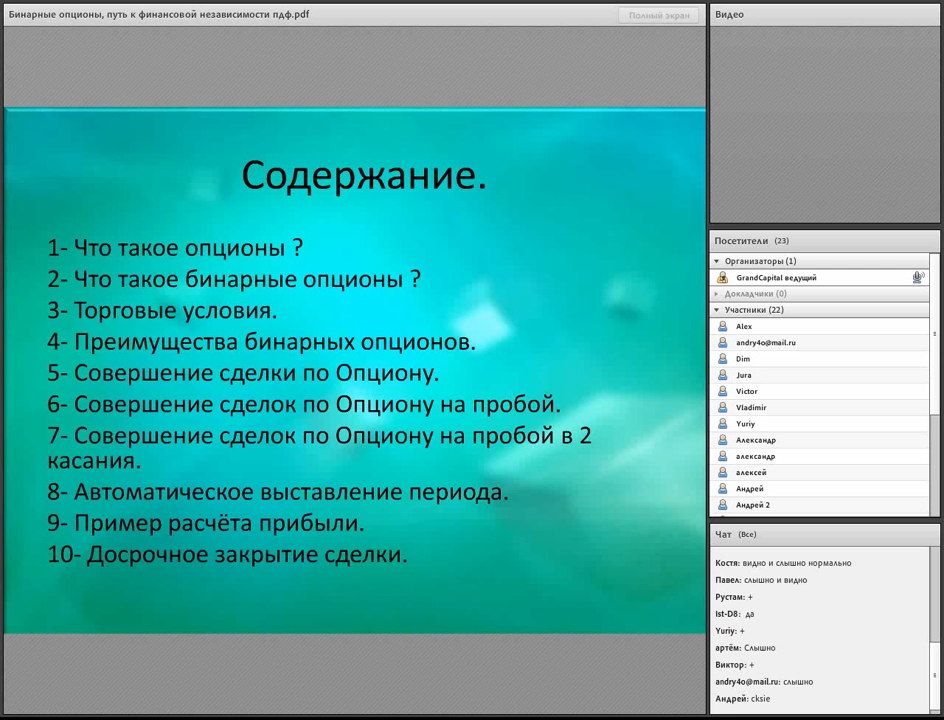 Бинарные опционы, путь к финансовой независимости пдф.pdf
Полный экран
Содержание.
1- Что такое опционы ?
2- Что такое бинарные опционы ?
3- Торговые условия.
4- Преимущества бинарных опционов.
5- Совершение сделки по Опциону.
6- Совершение сделок по Опциону на пробой.
7- Совершение сделок по Опциону на пробой в 2
касания.
8- Автоматическое выставление периода.
9- Пример расчёта прибыли.
10- Досрочное закрытие сделки.
Видео
Посетители (23)
Организаторы (1)
GrandCapital ведущий
Докладчики (0)
Участники (22)
Alex
andry4o@mail.ru
Dim
Jura
Victor
Vladimir
Yuriy
Александр
александр
алексей
Андрей
Андрей 2
Чат (Все)
Костя: видно и слышно нормально
Павел: слышно и видно
Рустам: +
Ist-D8: да
Yuriy: +
артём: Слышно
Виктор: +
andry4o@mail.ru: слышно
Андрей: cksie